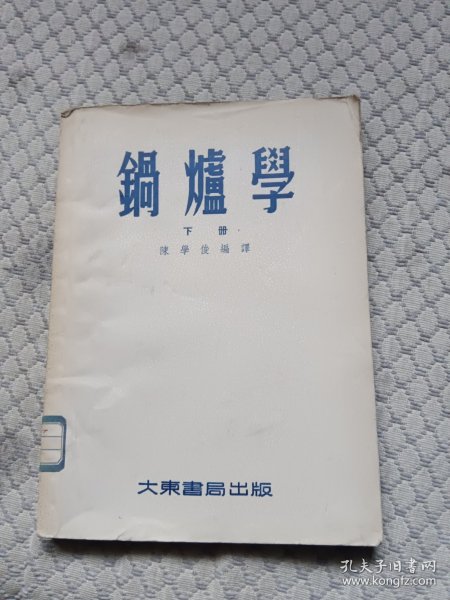 鍋爐學
下册
陳學俊編譯
大東書局出版
孔夫子旧书网
www.kongfz.com